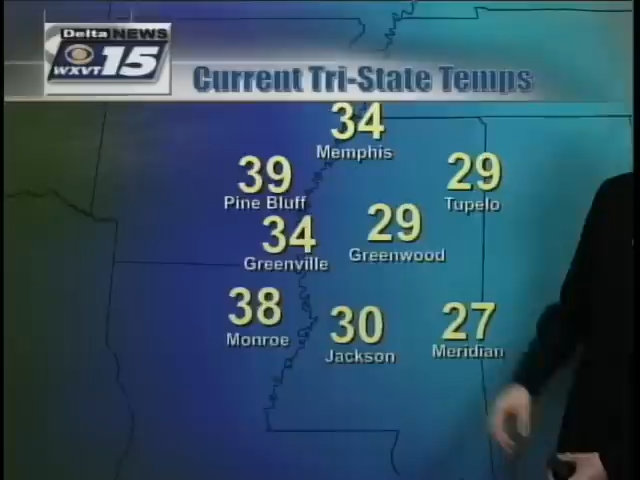 Delta NEWS
WXVT 15
Current Tri-State Temps
34
Memphis
39
Pine Bluff
29
Tupelo
34
Greenville
29
Greenwood
38
Monroe
30
Jackson
27
Meridian